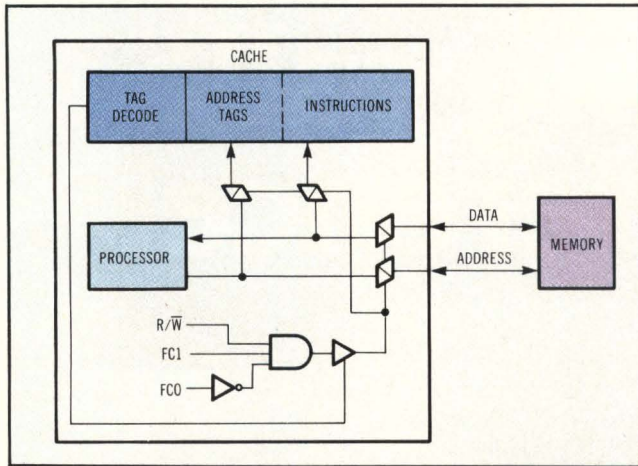 CACHE
TAG
DECODE
ADDRESS
TAGS
INSTRUCTIONS
PROCESSOR
DATA
ADDRESS
MEMORY
R/W̅
FC1
FC0